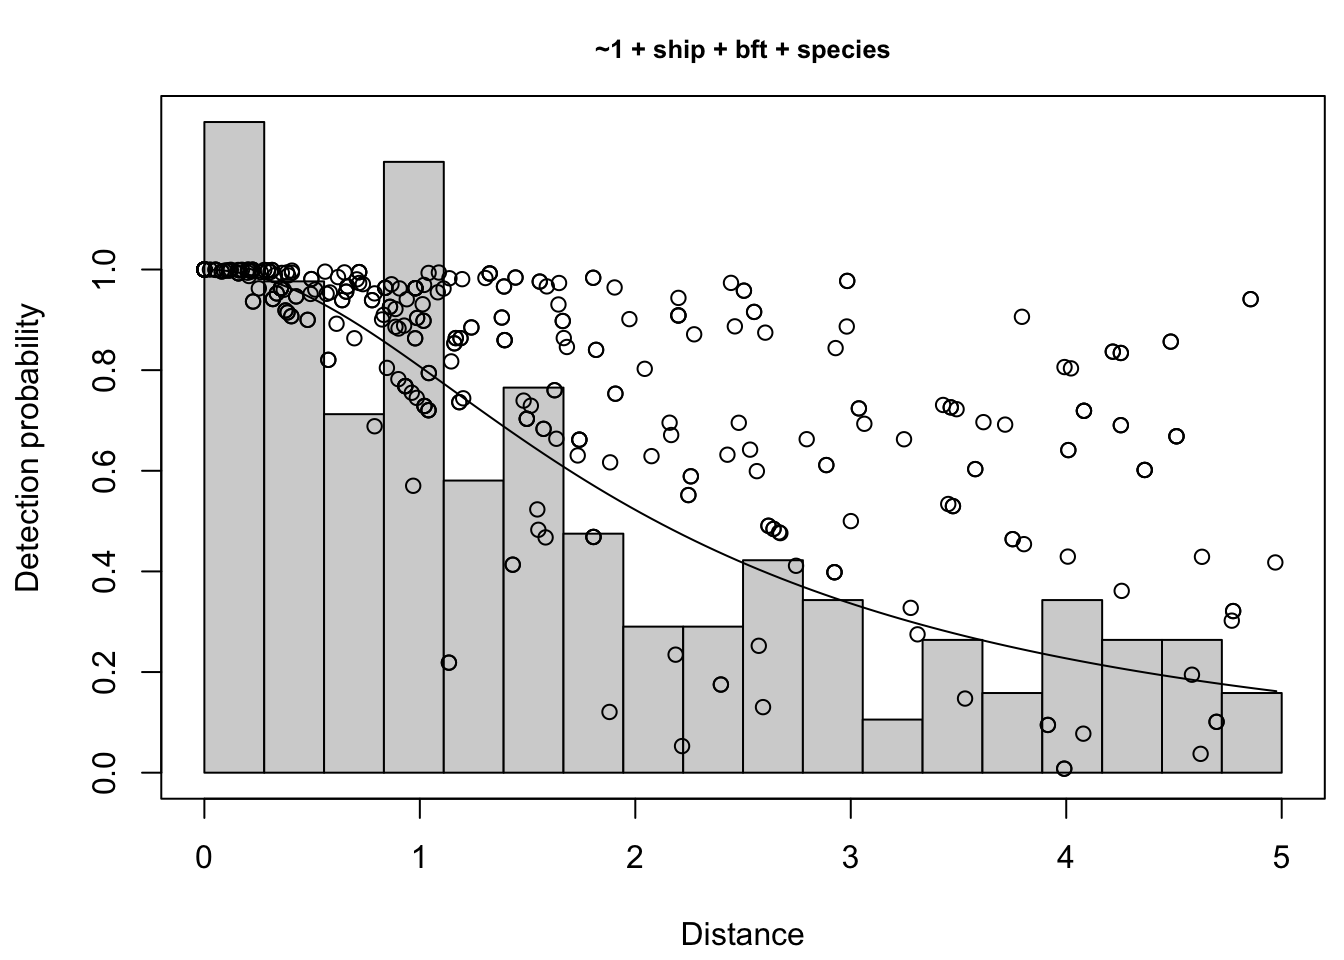 ~1 + ship + bft + species
Detection probability
1.0
0.8
0.6
0.4
0.2
0.0
0 1 2 3 4 5
Distance